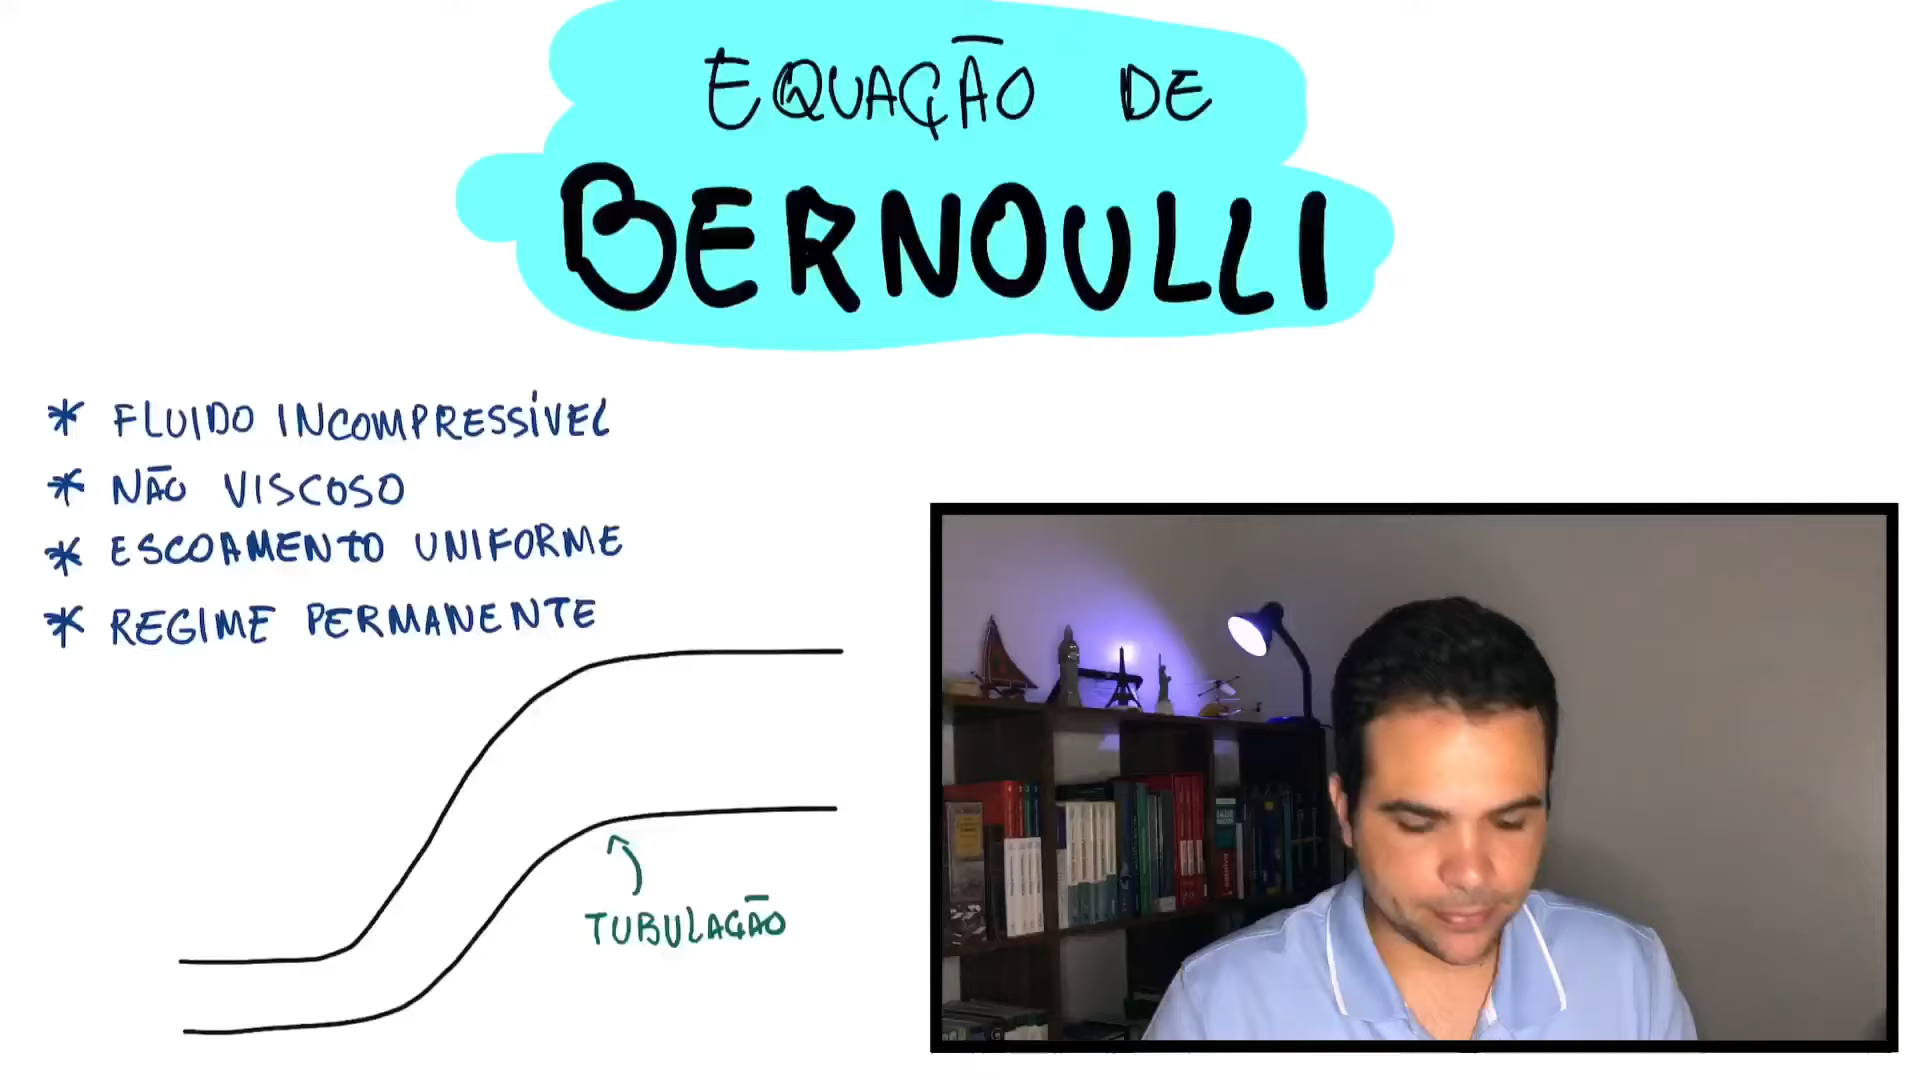 EQUAÇÃO DE
BERNOULLI
* FLUIDO INCOMPRESSÍVEL
* NÃO VISCOSO
* ESCOAMENTO UNIFORME
* REGIME PERMANENTE
TUBULAÇÃO